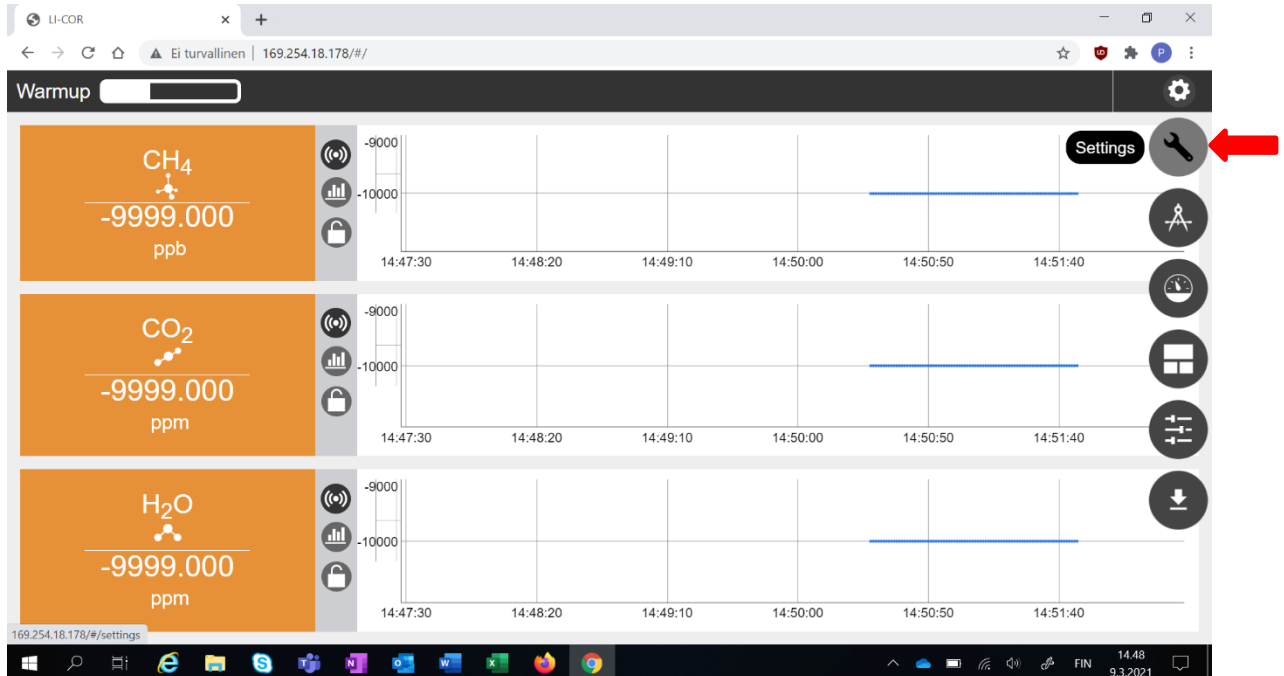 LI-COR
Ei turvallinen | 169.254.18.178/#/
P
Warmup
Settings
CH₄
-9999.000
ppb
-9000
-10000
14:47:30 14:48:20 14:49:10 14:50:00 14:50:50 14:51:40
CO₂
-9999.000
ppm
-9000
-10000
14:47:30 14:48:20 14:49:10 14:50:00 14:50:50 14:51:40
H₂O
-9999.000
ppm
-9000
-10000
14:47:30 14:48:20 14:49:10 14:50:00 14:50:50 14:51:40
169.254.18.178/#/settings
FIN
14.48
9.3.2021